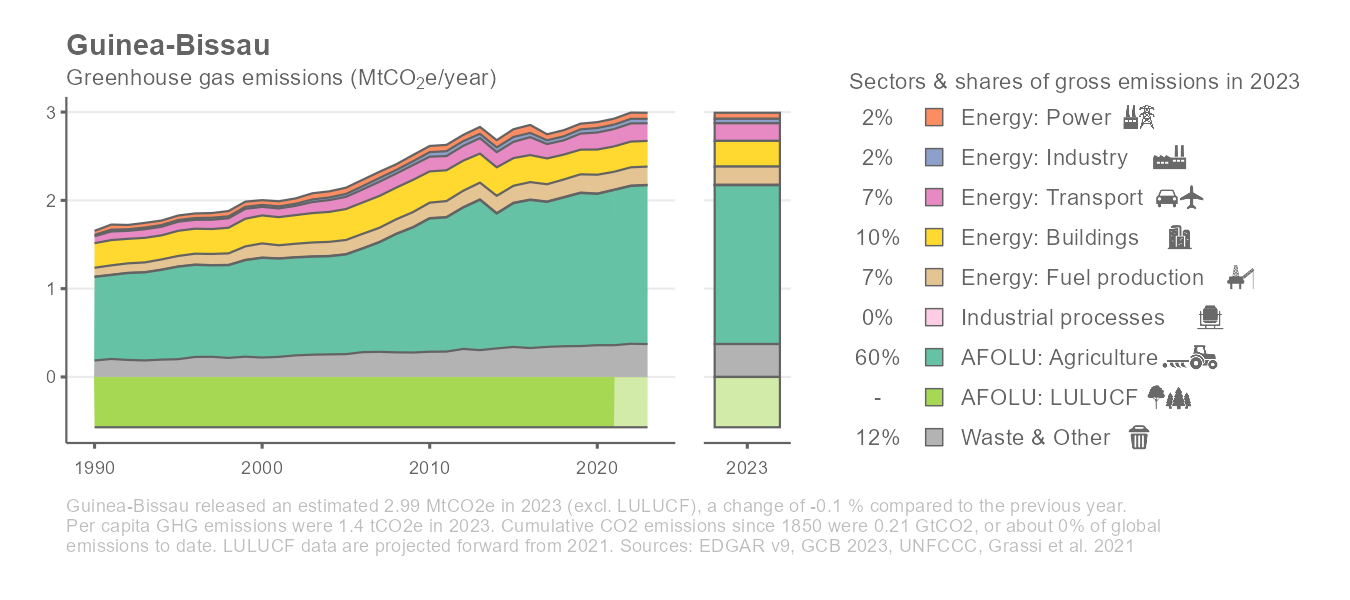 Guinea-Bissau
Greenhouse gas emissions (MtCO₂e/year)
3
2
1
0
1990
2000
2010
2020
2023
Sectors & shares of gross emissions in 2023
2% Energy: Power
2% Energy: Industry
7% Energy: Transport
10% Energy: Buildings
7% Energy: Fuel production
0% Industrial processes
60% AFOLU: Agriculture
- AFOLU: LULUCF
12% Waste & Other
Guinea-Bissau released an estimated 2.99 MtCO2e in 2023 (excl. LULUCF), a change of -0.1 % compared to the previous year.
Per capita GHG emissions were 1.4 tCO2e in 2023. Cumulative CO2 emissions since 1850 were 0.21 GtCO2, or about 0% of global
emissions to date. LULUCF data are projected forward from 2021. Sources: EDGAR v9, GCB 2023, UNFCCC, Grassi et al. 2021